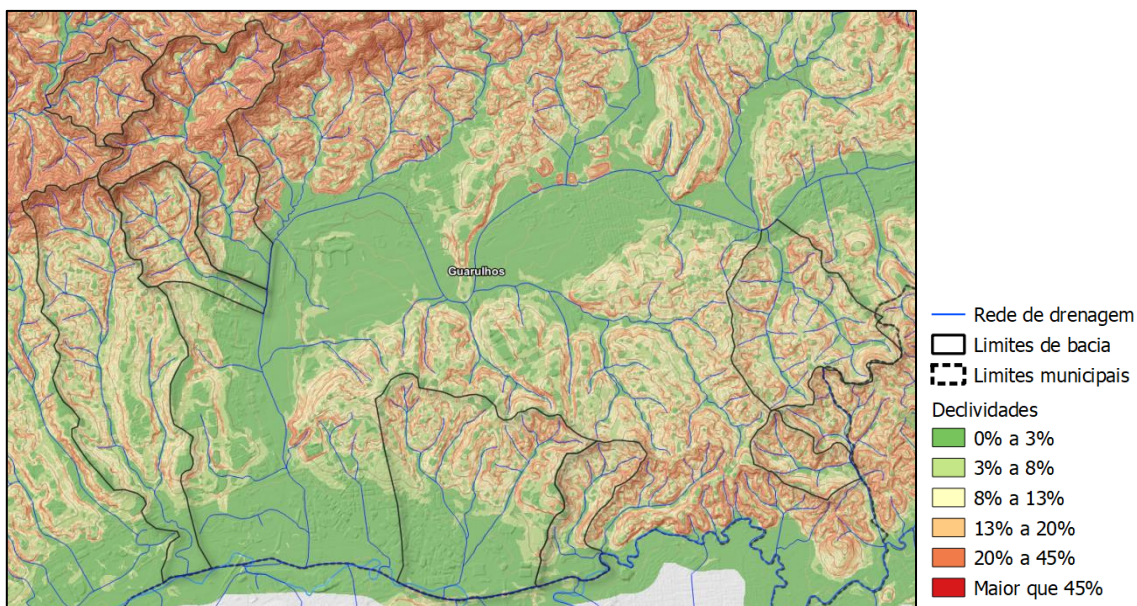 Guarulhos
Rede de drenagem
Limites de bacia
Limites municipais
Declividades
0% a 3%
3% a 8%
8% a 13%
13% a 20%
20% a 45%
Maior que 45%